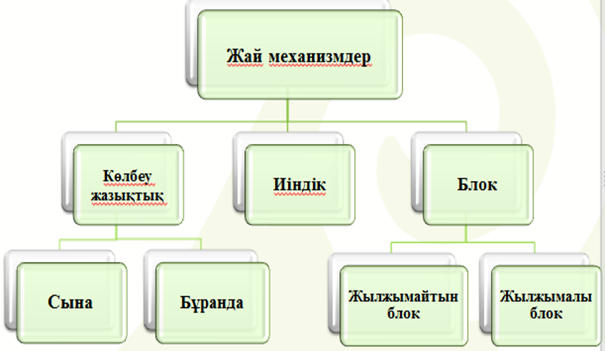 Жай механизмдер
Көлбеу
жазықтық
Иіндік
Блок
Сына
Бұранда
Жылжымайтын
блок
Жылжымалы
блок